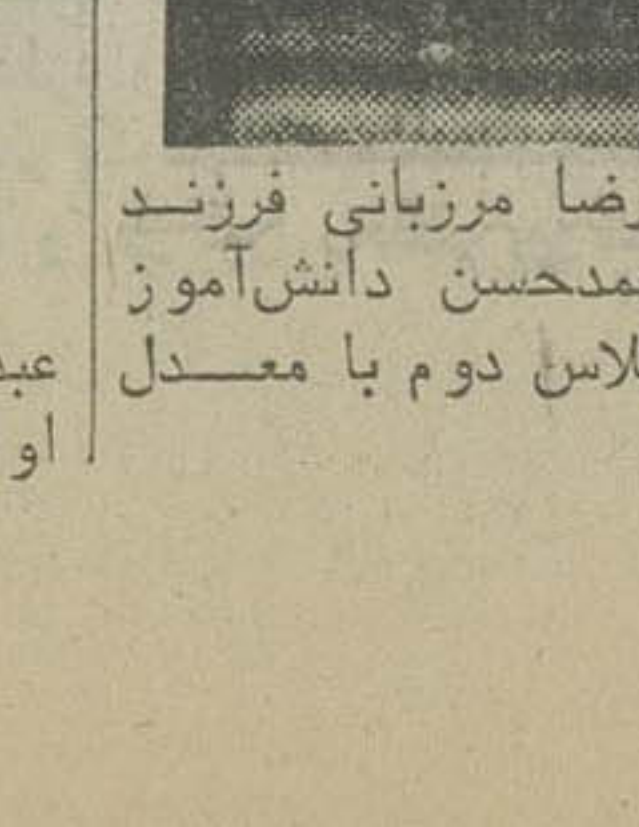 رضا مرزبانی فرزند
مدحسن دانش‌آموز
لاس دوم با معدل
عبد
او